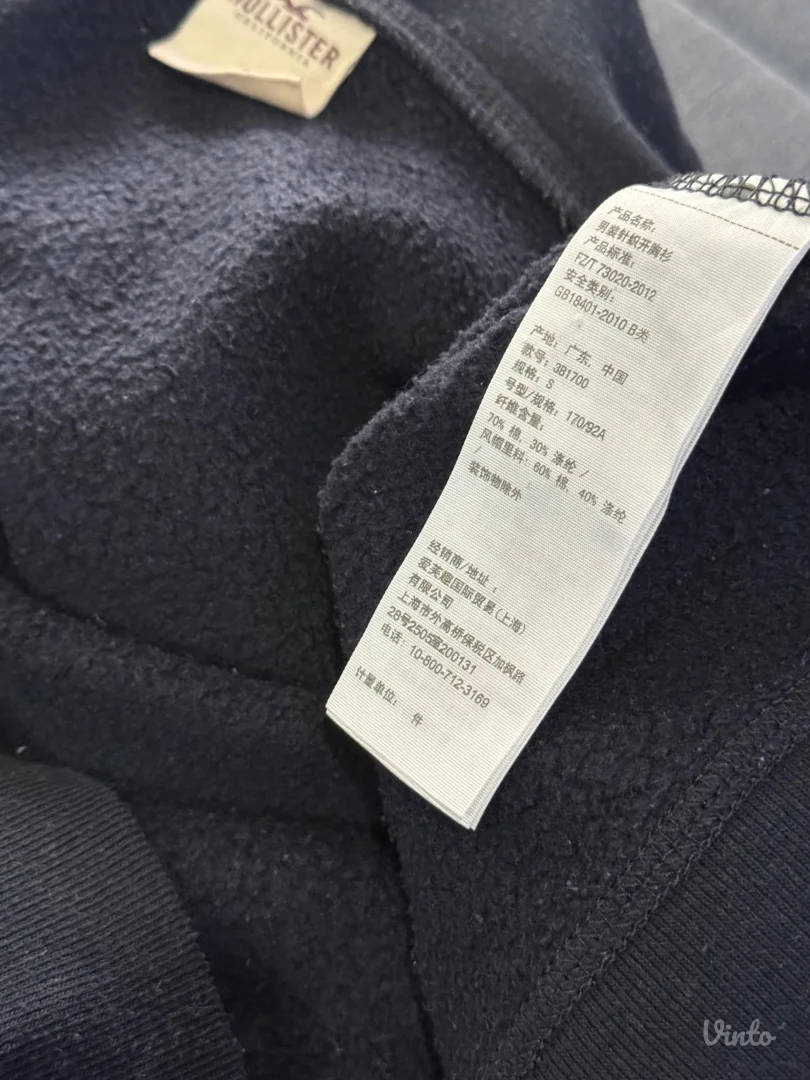 HOLLISTER
CALIFORNIA
产品名称:
男装针织开胸衫
产品标准:
FZ/T 73020-2012
安全类别:
GB18401-2010 B类
产地: 广东, 中国
款号: 3B1700
规格: S
号型/规格: 170/92A
纤维含量:
70% 棉, 30% 涤纶 /
风帽里料: 60% 棉, 40% 涤纶
/
装饰物除外
经销商/地址:
爱芙趣国际贸易(上海)
有限公司
上海市外高桥保税区加枫路
28号2505室200131
电话: 10-800-712-3169
计量单位: 件
Vinto